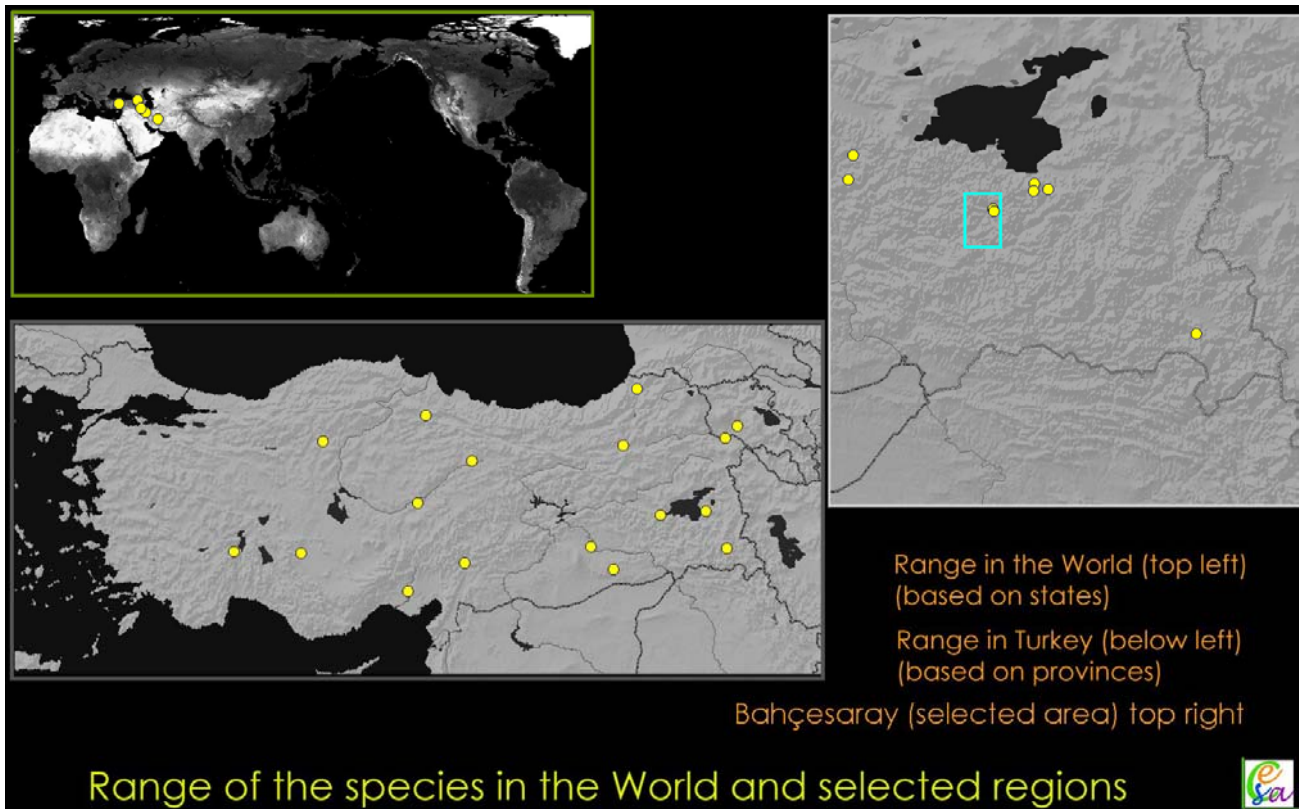 Range in the World (top left)
(based on states)
Range in Turkey (below left)
(based on provinces)
Bahçesaray (selected area) top right
Range of the species in the World and selected regions
esa